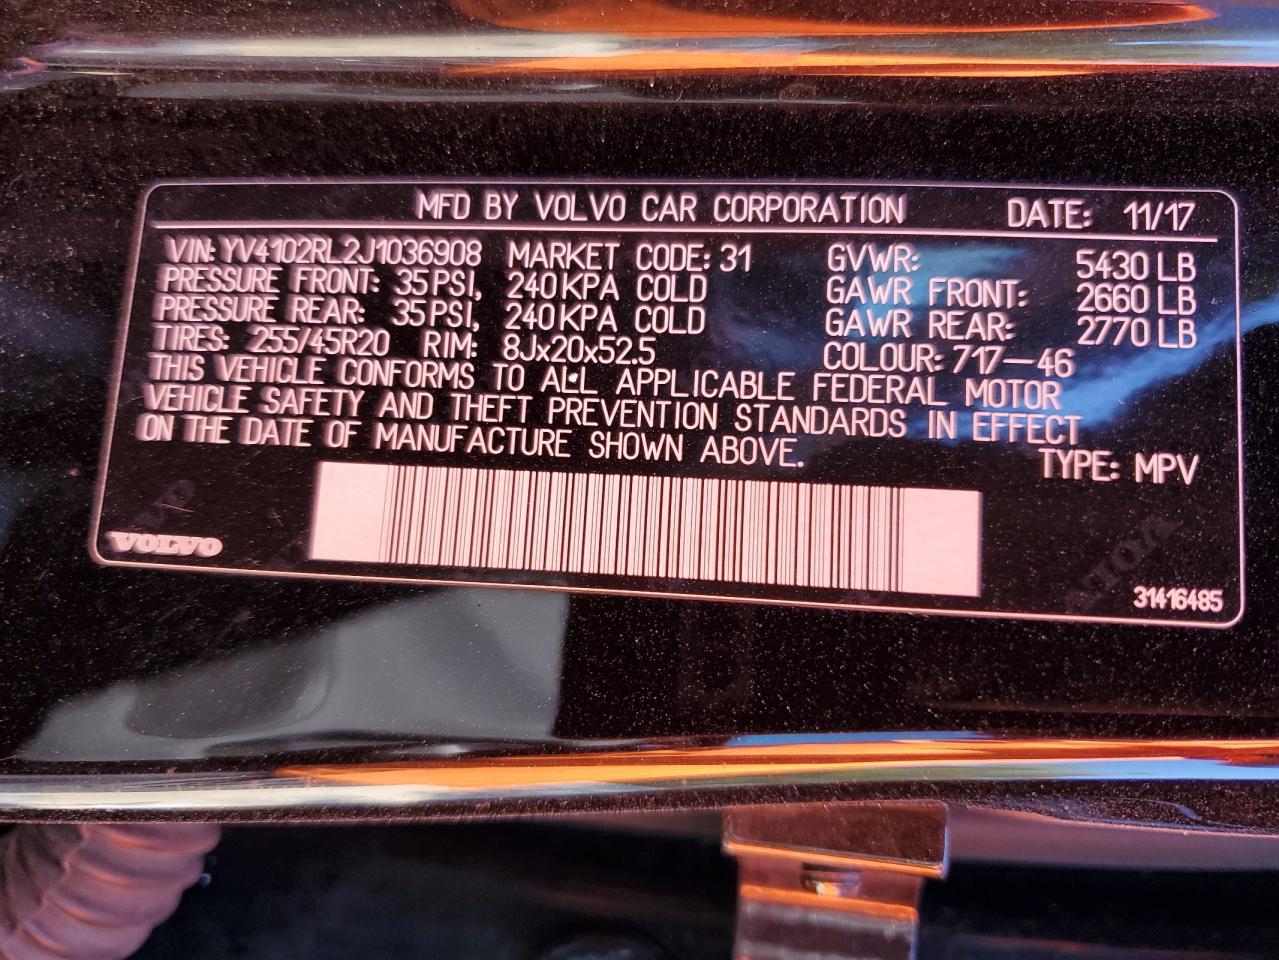 MFD BY VOLVO CAR CORPORATION DATE: 11/17
VIN: YV4102RL2J1036908 MARKET CODE: 31 GVWR: 5430 LB
PRESSURE FRONT: 35 PSI, 240 KPA COLD GAWR FRONT: 2660 LB
PRESSURE REAR: 35 PSI, 240 KPA COLD GAWR REAR: 2770 LB
TIRES: 255/45R20 RIM: 8Jx20x52.5 COLOUR: 717-46
THIS VEHICLE CONFORMS TO ALL APPLICABLE FEDERAL MOTOR
VEHICLE SAFETY AND THEFT PREVENTION STANDARDS IN EFFECT
ON THE DATE OF MANUFACTURE SHOWN ABOVE.
TYPE: MPV
VOLVO
31416485